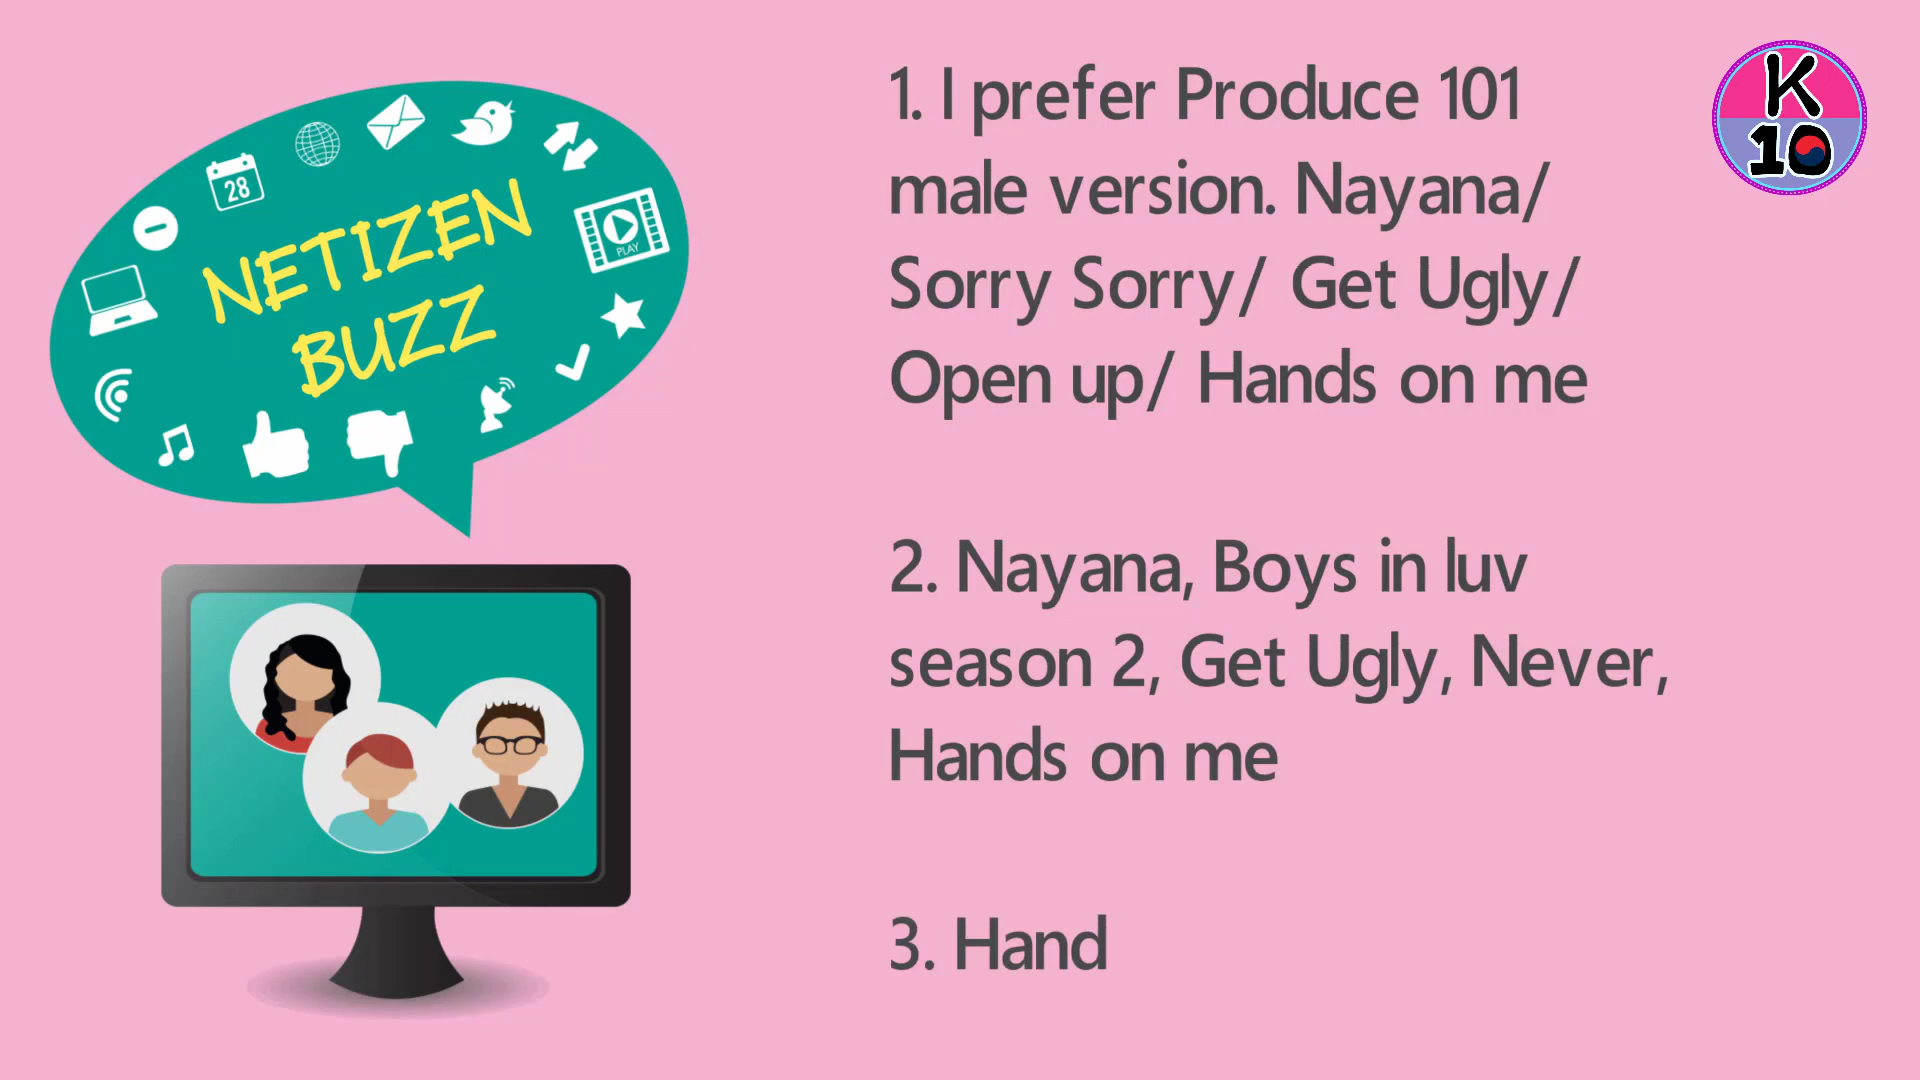 28
NETIZEN
BUZZ
PLAY
1. I prefer Produce 101
male version. Nayana/
Sorry Sorry/ Get Ugly/
Open up/ Hands on me
2. Nayana, Boys in luv
season 2, Get Ugly, Never,
Hands on me
3. Hand
K
10